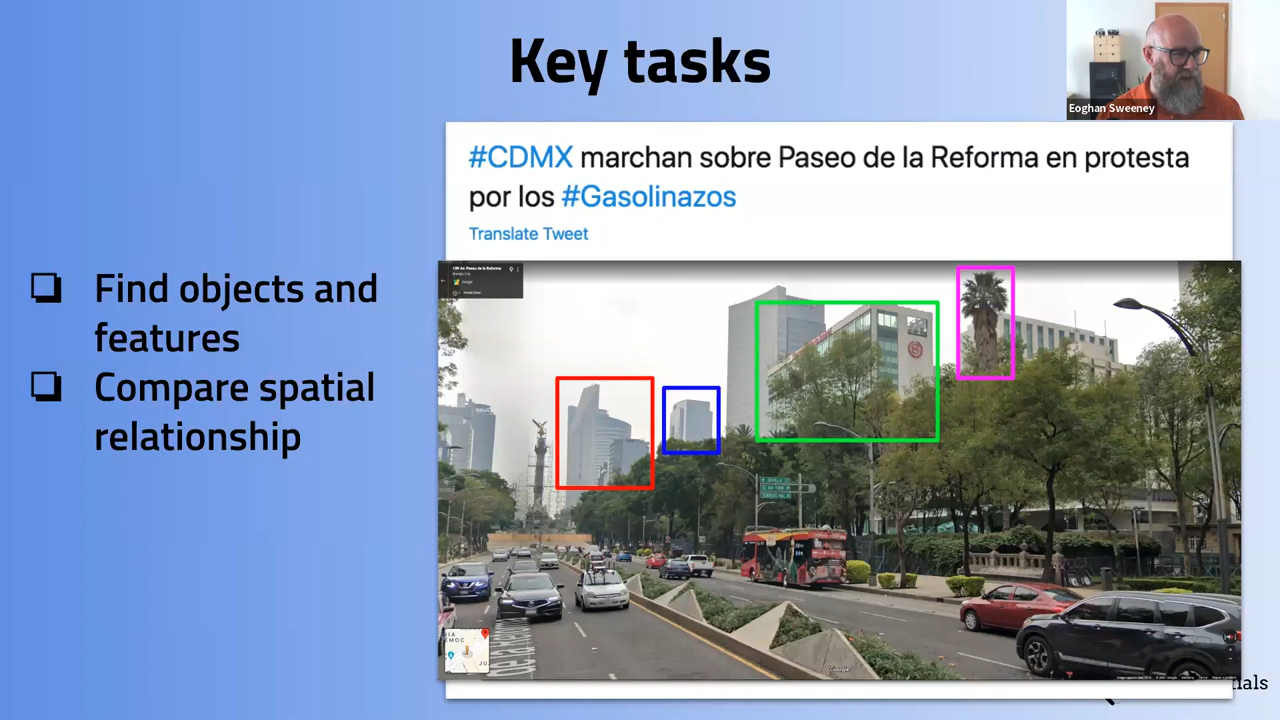 Key tasks
Eoghan Sweeney
#CDMX marchan sobre Paseo de la Reforma en protesta
por los #Gasolinazos
Translate Tweet
❏ Find objects and
features
❏ Compare spatial
relationship
Google